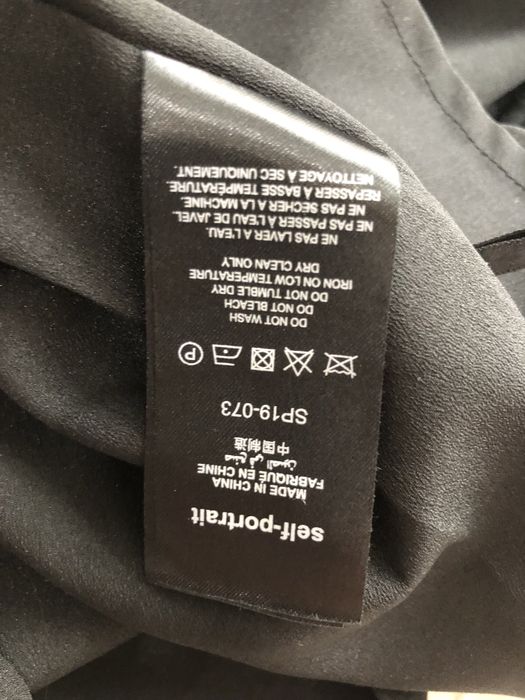 self-portrait
MADE IN CHINA
FABRIQUÉ EN CHINE
صنع في الصين
中国制造
SP19-073
P
DO NOT WASH
DO NOT BLEACH
DO NOT TUMBLE DRY
IRON ON LOW TEMPERATURE
DRY CLEAN ONLY
NE PAS LAVER A L'EAU.
NE PAS PASSER À L'EAU DE JAVEL
NE PAS SECHER A LA MACHINE.
REPASSER À BASSE TEMPÉRATURE.
NETTOYAGE À SEC UNIQUEMENT.